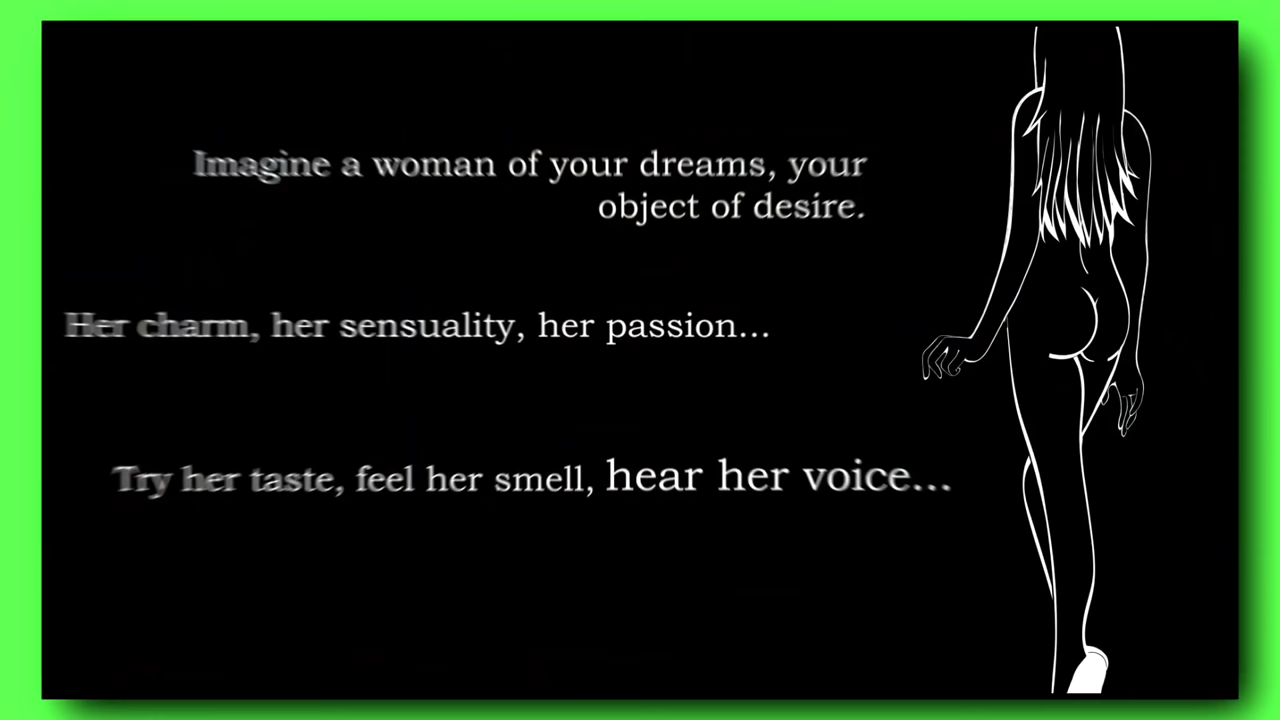 Imagine a woman of your dreams, your
object of desire.
Her charm, her sensuality, her passion...
Try her taste, feel her smell, hear her voice...